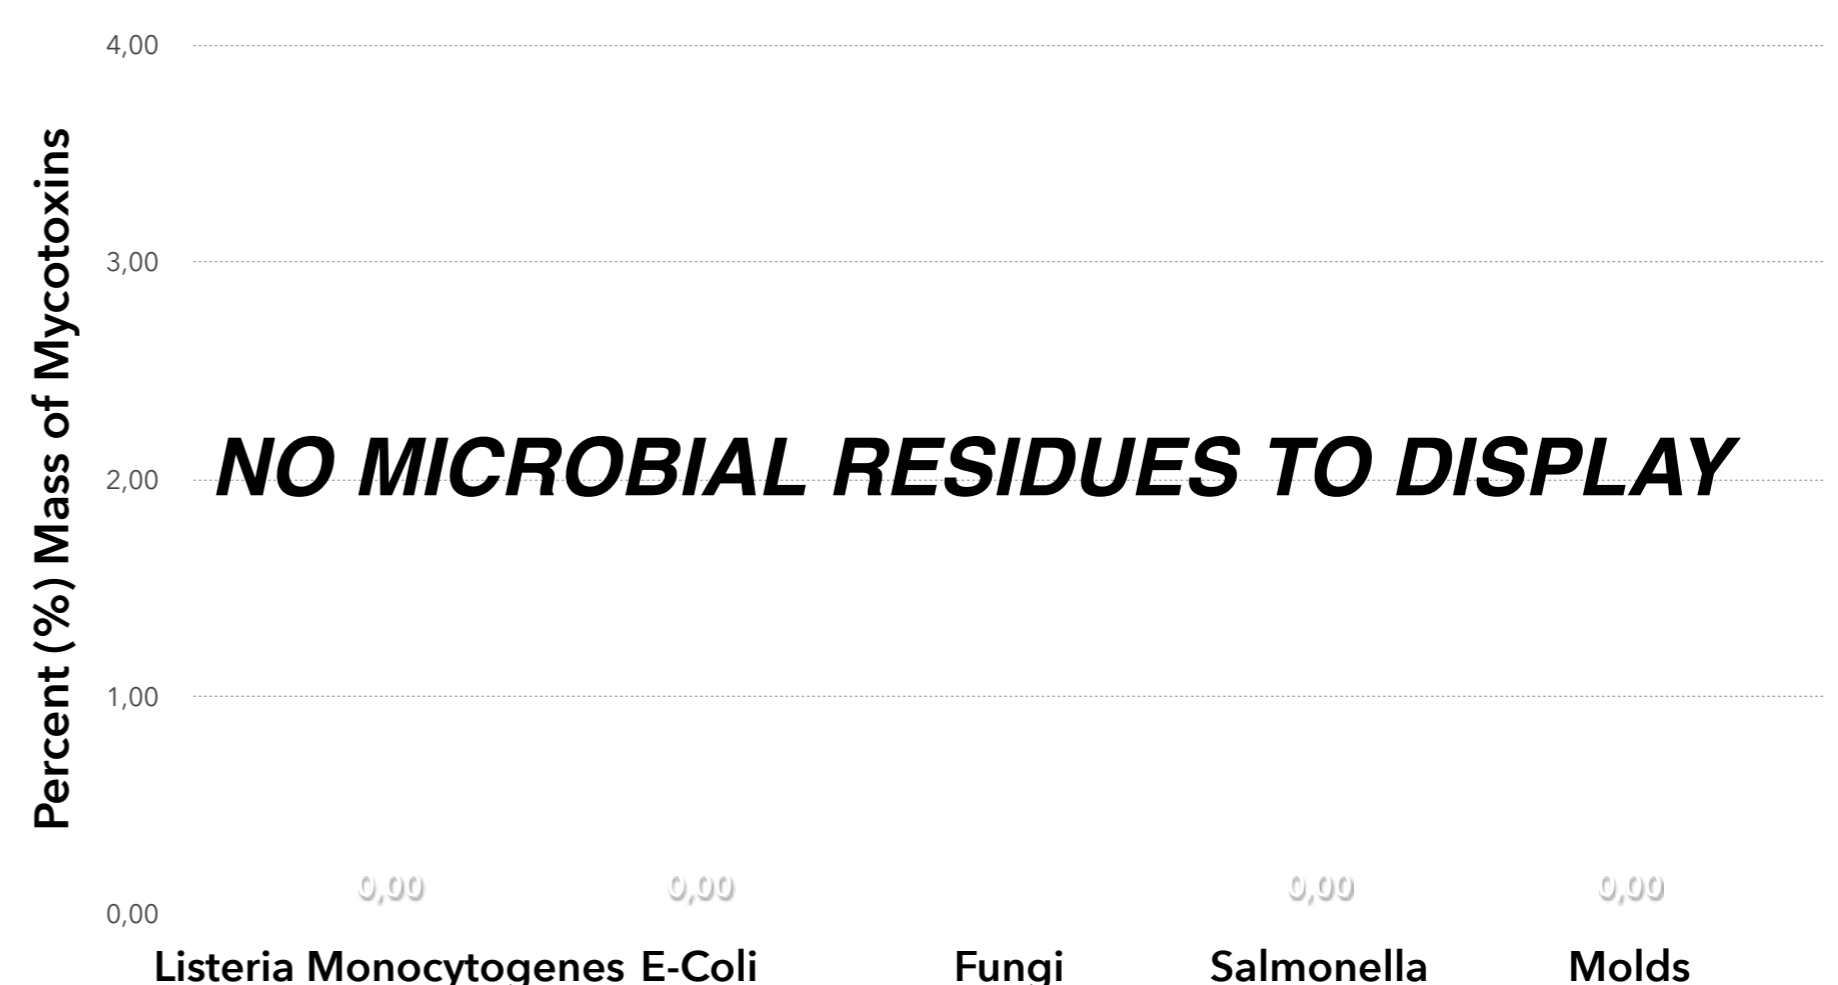 4,00
3,00
2,00
1,00
0,00
Percent (%) Mass of Mycotoxins
NO MICROBIAL RESIDUES TO DISPLAY
0,00 0,00 0,00 0,00
Listeria Monocytogenes E-Coli Fungi Salmonella Molds